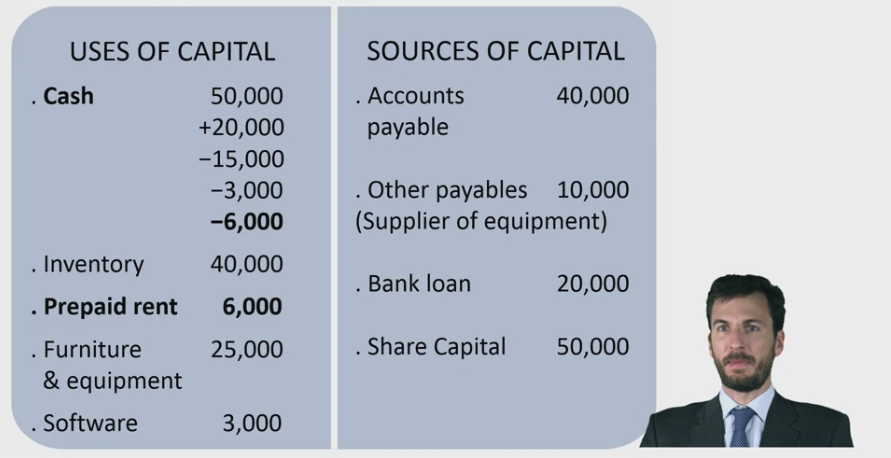 USES OF CAPITAL
. Cash 50,000
+20,000
−15,000
−3,000
−6,000
. Inventory 40,000
. Prepaid rent 6,000
. Furniture 25,000
& equipment
. Software 3,000
SOURCES OF CAPITAL
. Accounts 40,000
payable
. Other payables 10,000
(Supplier of equipment)
. Bank loan 20,000
. Share Capital 50,000